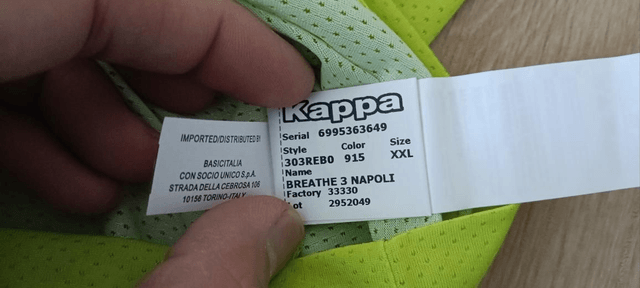 IMPORTED/DISTRIBUTED BY
BASICITALIA
CON SOCIO UNICO S.p.A.
STRADA DELLA CEBROSA 106
10156 TORINO-ITALY
Kappa
Serial 6995363649
Style Color Size
303REB0 915 XXL
Name
BREATHE 3 NAPOLI
Factory 33330
Lot 2952049